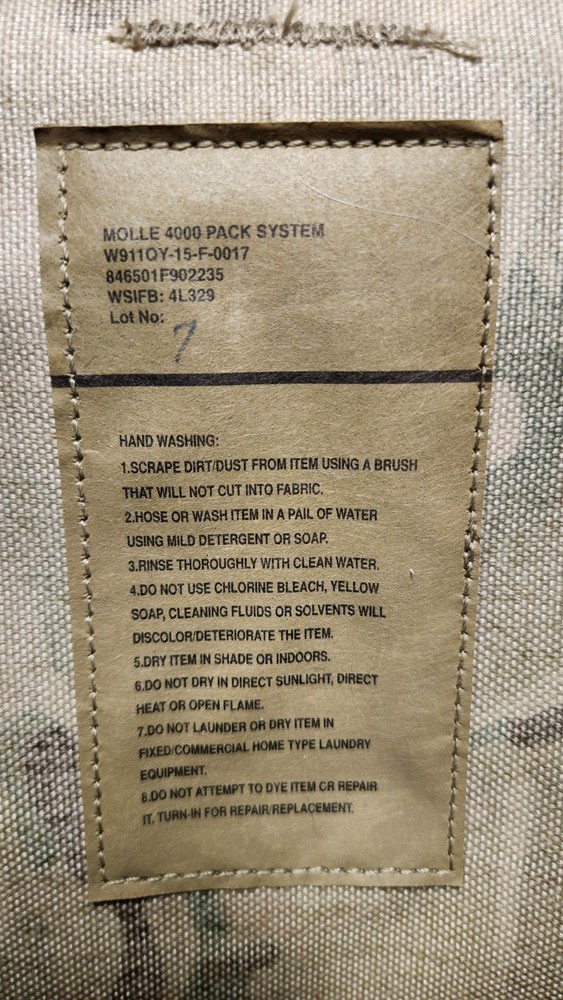 MOLLE 4000 PACK SYSTEM
W911QY-15-F-0017
846501F902235
WSIFB: 4L329
Lot No:
7
HAND WASHING:
1.SCRAPE DIRT/DUST FROM ITEM USING A BRUSH
THAT WILL NOT CUT INTO FABRIC.
2.HOSE OR WASH ITEM IN A PAIL OF WATER
USING MILD DETERGENT OR SOAP.
3.RINSE THOROUGHLY WITH CLEAN WATER.
4.DO NOT USE CHLORINE BLEACH, YELLOW
SOAP, CLEANING FLUIDS OR SOLVENTS WILL
DISCOLOR/DETERIORATE THE ITEM.
5.DRY ITEM IN SHADE OR INDOORS.
6.DO NOT DRY IN DIRECT SUNLIGHT, DIRECT
HEAT OR OPEN FLAME.
7.DO NOT LAUNDER OR DRY ITEM IN
FIXED/COMMERCIAL HOME TYPE LAUNDRY
EQUIPMENT.
8.DO NOT ATTEMPT TO DYE ITEM OR REPAIR
IT. TURN-IN FOR REPAIR/REPLACEMENT.